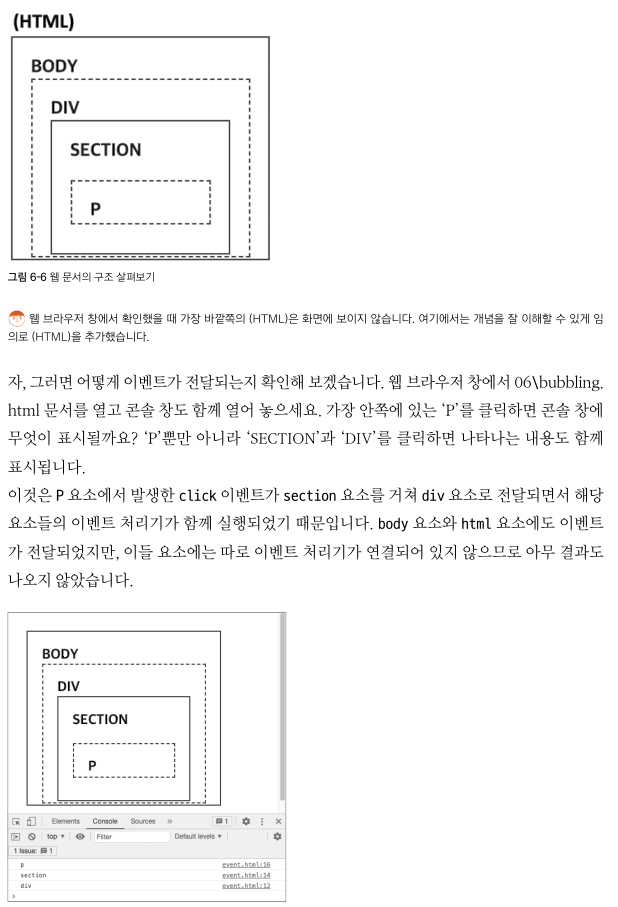 (HTML)
BODY
DIV
SECTION
P
그림 6-6 웹 문서의 구조 살펴보기
웹 브라우저 창에서 확인했을 때 가장 바깥쪽의 (HTML)은 화면에 보이지 않습니다. 여기에서는 개념을 잘 이해할 수 있게 임
의로 (HTML)을 추가했습니다.
자, 그러면 어떻게 이벤트가 전달되는지 확인해 보겠습니다. 웹 브라우저 창에서 06\bubbling.
html 문서를 열고 콘솔 창도 함께 열어 놓으세요. 가장 안쪽에 있는 ‘P’를 클릭하면 콘솔 창에
무엇이 표시될까요? ‘P’뿐만 아니라 ‘SECTION’과 ‘DIV’를 클릭하면 나타나는 내용도 함께
표시됩니다.
이것은 P 요소에서 발생한 click 이벤트가 section 요소를 거쳐 div 요소로 전달되면서 해당
요소들의 이벤트 처리기가 함께 실행되었기 때문입니다. body 요소와 html 요소에도 이벤트
가 전달되었지만, 이들 요소에는 따로 이벤트 처리기가 연결되어 있지 않으므로 아무 결과도
나오지 않았습니다.
BODY
DIV
SECTION
P
Elements Console Sources » 1
top ▼ Filter Default levels ▼
1 Issue: 1
p event.html:16
section event.html:14
div event.html:12
>